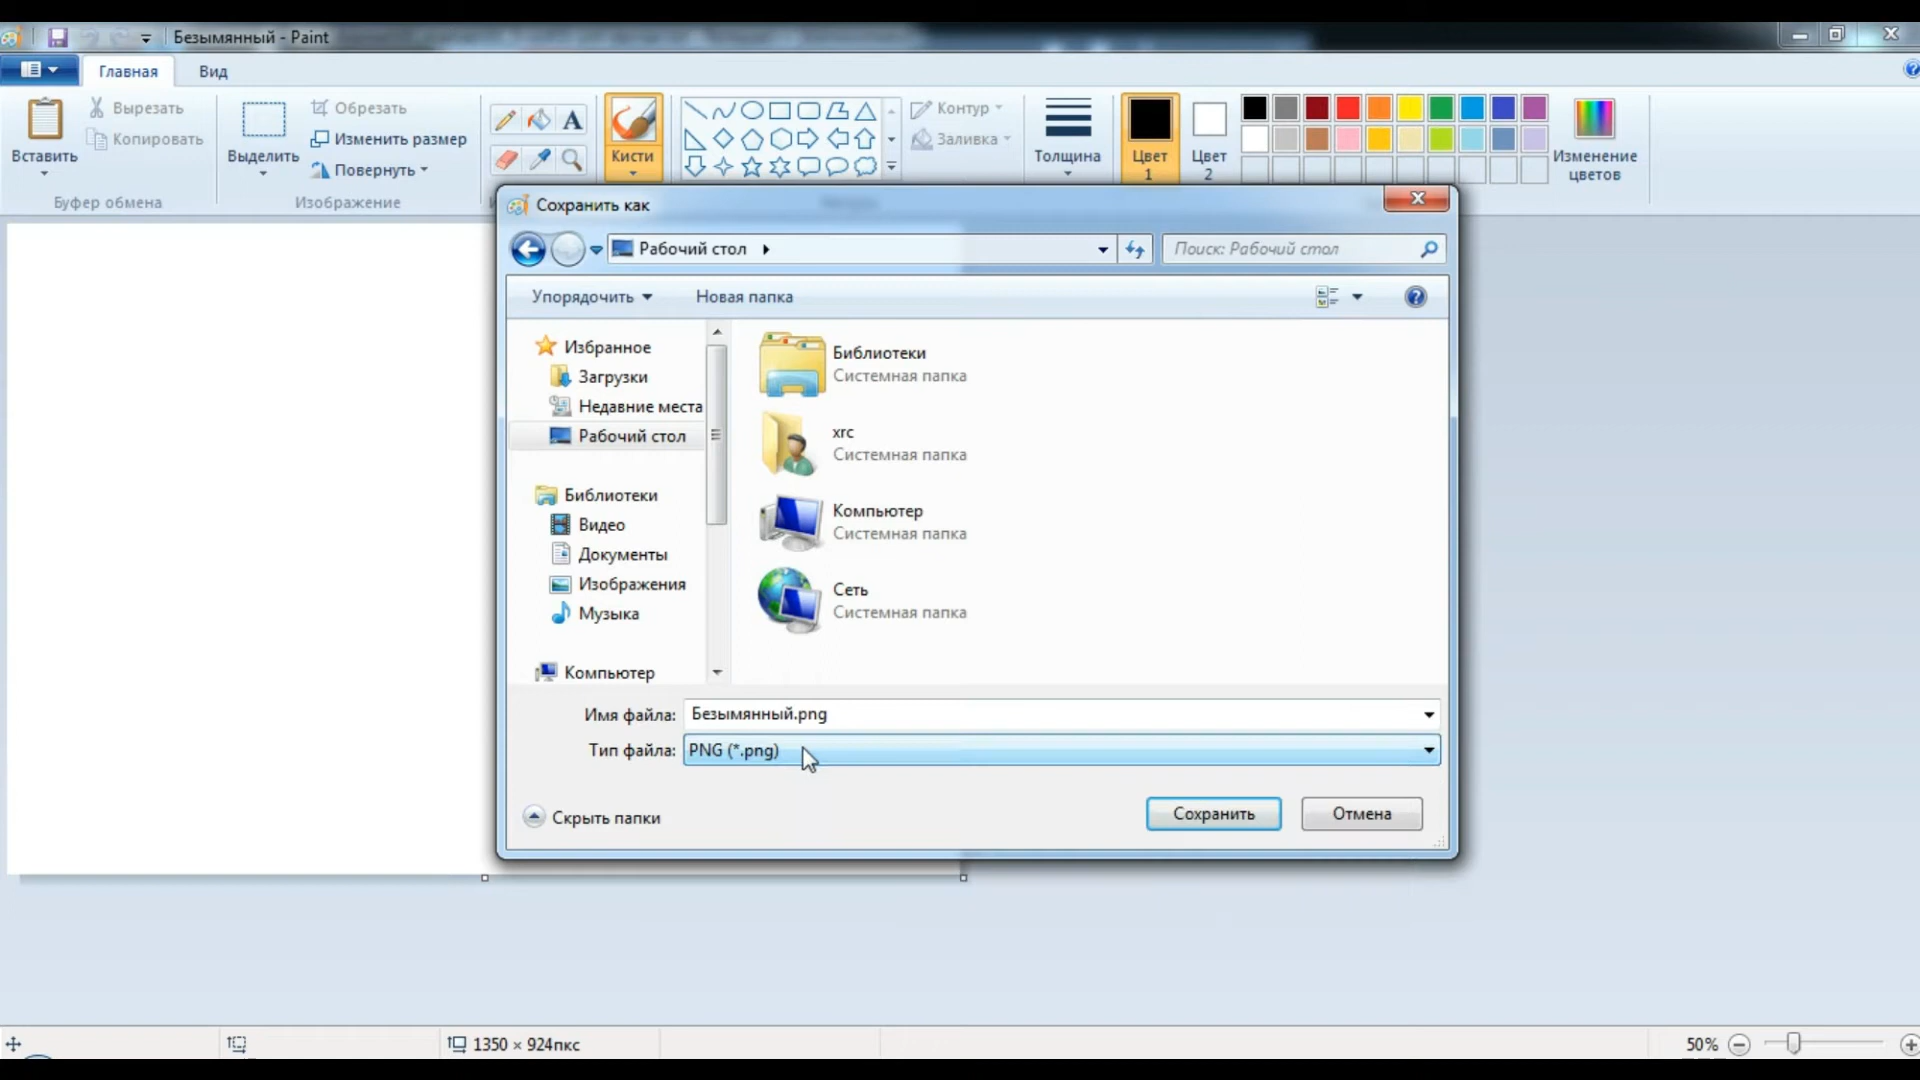 Безымянный - Paint
Главная
Вид
Вставить
Вырезать
Копировать
Буфер обмена
Выделить
Обрезать
Изменить размер
Повернуть
Изображение
Кисти
Контур
Заливка
Толщина
Цвет
1
Цвет
2
Изменение
цветов
Сохранить как
Рабочий стол
Поиск: Рабочий стол
Упорядочить
Новая папка
Избранное
Загрузки
Недавние места
Рабочий стол
Библиотеки
Видео
Документы
Изображения
Музыка
Компьютер
Библиотеки
Системная папка
xrc
Системная папка
Компьютер
Системная папка
Сеть
Системная папка
Имя файла: Безымянный.png
Тип файла: PNG (*.png)
Скрыть папки
Сохранить
Отмена
1350 × 924пкс
50%